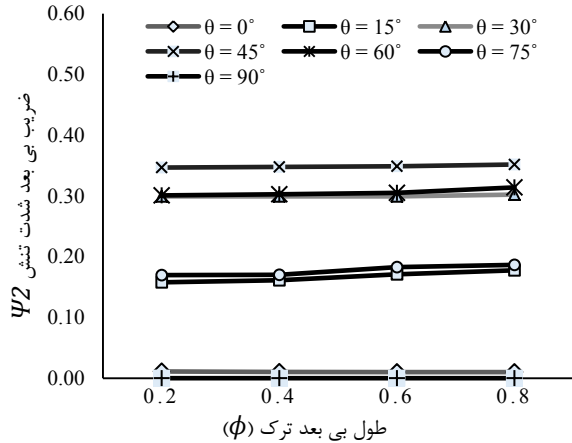 θ = 0˚ θ = 15˚ θ = 30˚
θ = 45˚ θ = 60˚ θ = 75˚
θ = 90˚
0.60
0.50
0.40
0.30
0.20
0.10
0.00
0.2 0.4 0.6 0.8
ضریب بی بعد شدت تنش Ψ2
طول بی بعد ترک (ϕ)